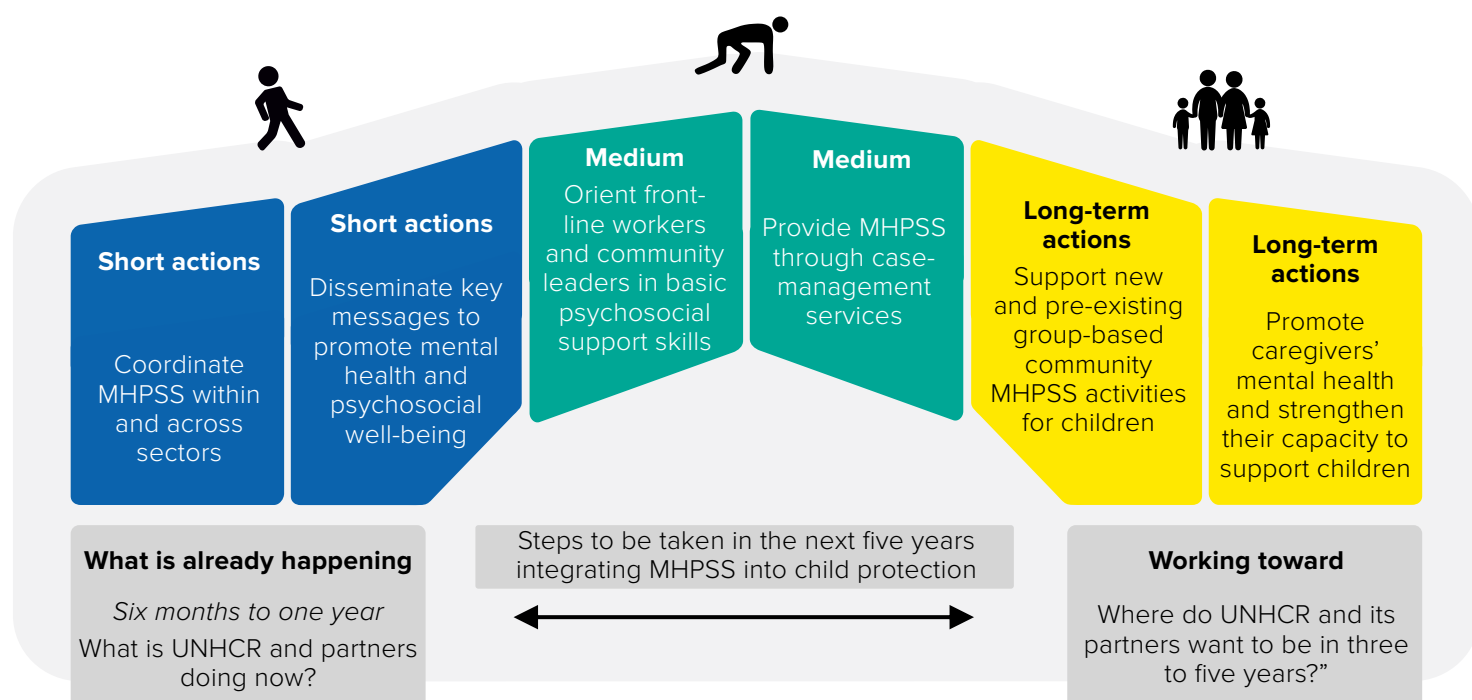 Short actions
Coordinate
MHPSS within
and across
sectors
Short actions
Disseminate key
messages to
promote mental
health and
psychosocial
well-being
Medium
Orient front-
line workers
and community
leaders in basic
psychosocial
support skills
Medium
Provide MHPSS
through case-
management
services
Long-term
actions
Support new
and pre-existing
group-based
community
MHPSS activities
for children
Long-term
actions
Promote
caregivers’
mental health
and strengthen
their capacity to
support children
What is already happening
Six months to one year
What is UNHCR and partners
doing now?
Steps to be taken in the next five years
integrating MHPSS into child protection
Working toward
Where do UNHCR and its
partners want to be in three
to five years?”